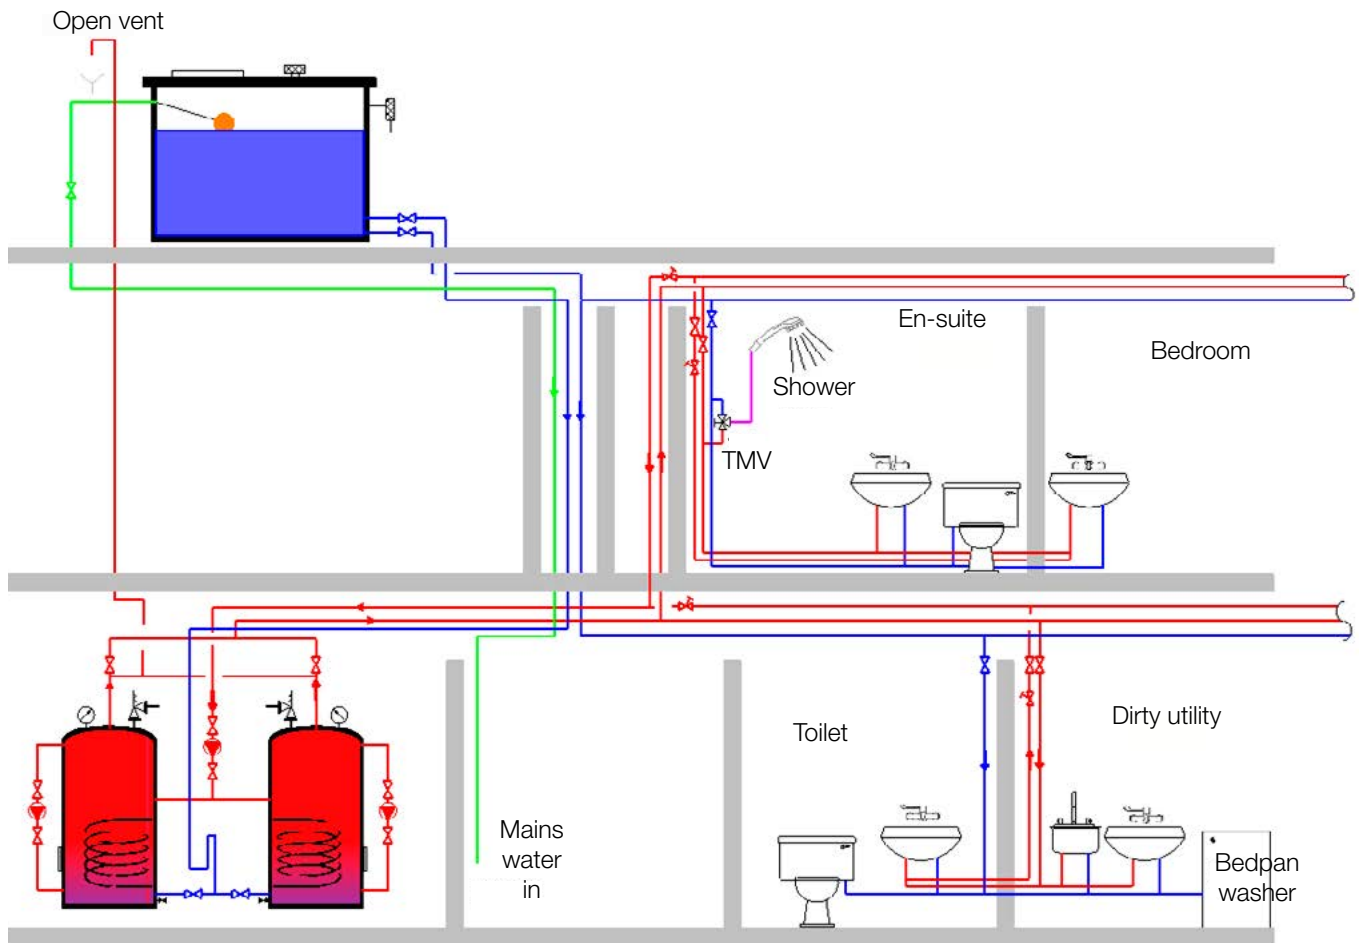 Open vent
En-suite
Bedroom
Shower
TMV
Toilet
Dirty utility
Mains
water
in
Bedpan
washer